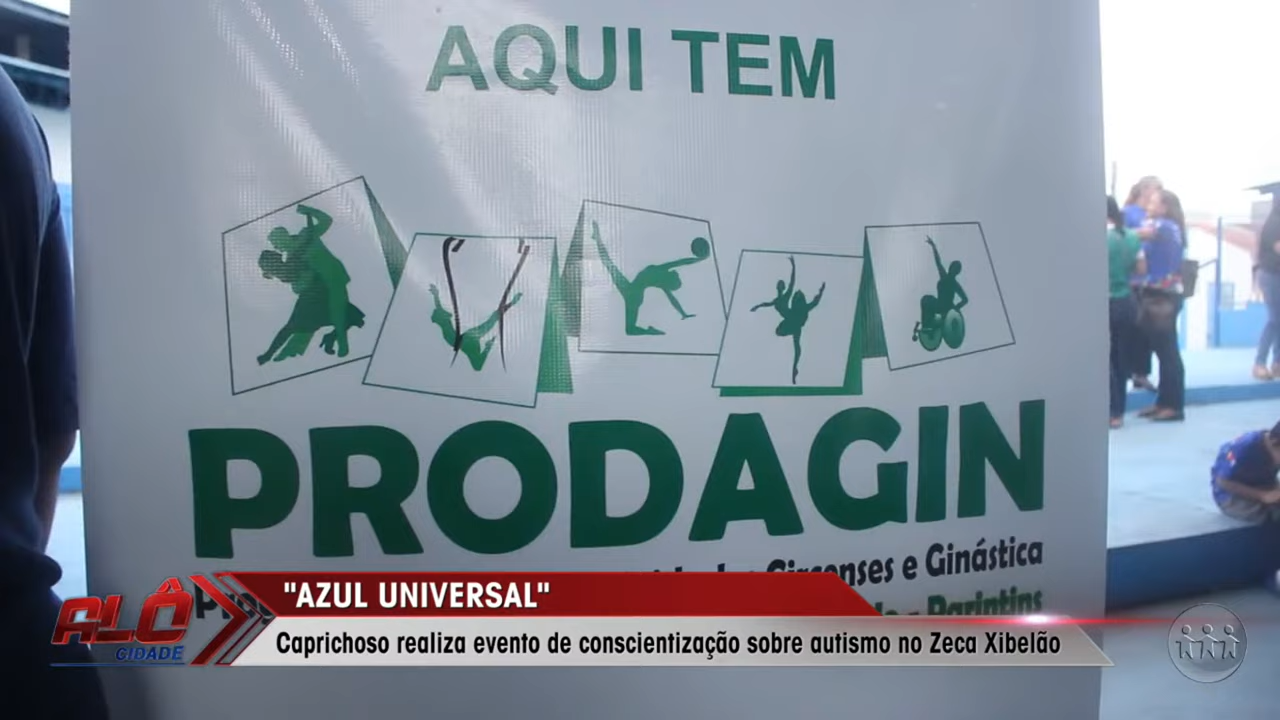 AQUI TEM
PRODAGIN
Circenses e Ginástica
Parintins
"AZUL UNIVERSAL"
ALÔ
CIDADE
Caprichoso realiza evento de conscientização sobre autismo no Zeca Xibelão